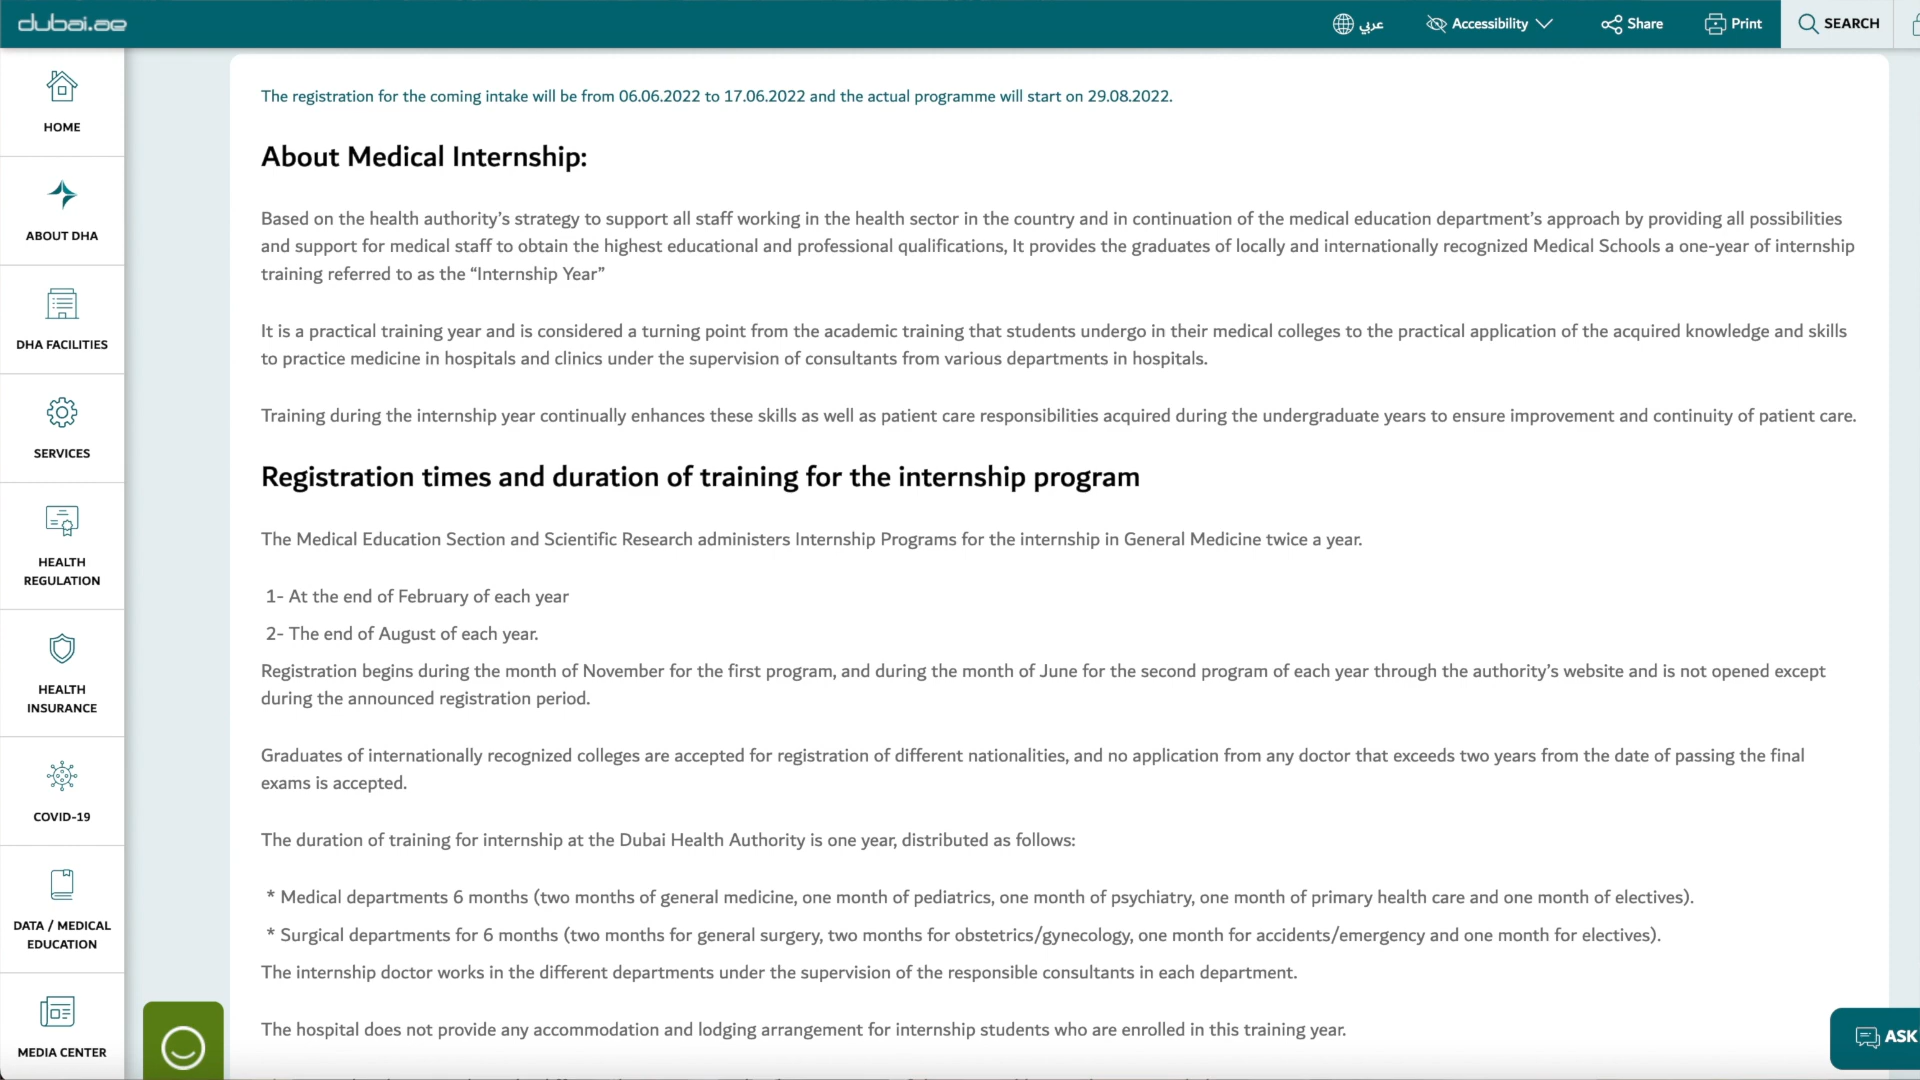 dubai.ae
عربي
Accessibility
Share
Print
SEARCH
HOME
ABOUT DHA
DHA FACILITIES
SERVICES
HEALTH
REGULATION
HEALTH
INSURANCE
COVID-19
DATA / MEDICAL
EDUCATION
MEDIA CENTER
The registration for the coming intake will be from 06.06.2022 to 17.06.2022 and the actual programme will start on 29.08.2022.
About Medical Internship:
Based on the health authority’s strategy to support all staff working in the health sector in the country and in continuation of the medical education department’s approach by providing all possibilities
and support for medical staff to obtain the highest educational and professional qualifications, It provides the graduates of locally and internationally recognized Medical Schools a one-year of internship
training referred to as the “Internship Year”
It is a practical training year and is considered a turning point from the academic training that students undergo in their medical colleges to the practical application of the acquired knowledge and skills
to practice medicine in hospitals and clinics under the supervision of consultants from various departments in hospitals.
Training during the internship year continually enhances these skills as well as patient care responsibilities acquired during the undergraduate years to ensure improvement and continuity of patient care.
Registration times and duration of training for the internship program
The Medical Education Section and Scientific Research administers Internship Programs for the internship in General Medicine twice a year.
1- At the end of February of each year
2- The end of August of each year.
Registration begins during the month of November for the first program, and during the month of June for the second program of each year through the authority’s website and is not opened except
during the announced registration period.
Graduates of internationally recognized colleges are accepted for registration of different nationalities, and no application from any doctor that exceeds two years from the date of passing the final
exams is accepted.
The duration of training for internship at the Dubai Health Authority is one year, distributed as follows:
* Medical departments 6 months (two months of general medicine, one month of pediatrics, one month of psychiatry, one month of primary health care and one month of electives).
* Surgical departments for 6 months (two months for general surgery, two months for obstetrics/gynecology, one month for accidents/emergency and one month for electives).
The internship doctor works in the different departments under the supervision of the responsible consultants in each department.
The hospital does not provide any accommodation and lodging arrangement for internship students who are enrolled in this training year.
ASK